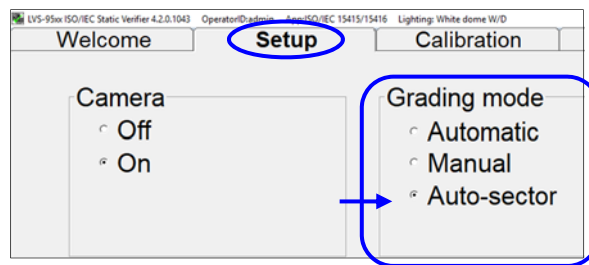 LVS-95xx ISO/IEC Static Verifier 4.2.0.1043 OperatorID:admin App:ISO/IEC 15415/15416 Lighting: White dome W/D
Welcome Setup Calibration
Camera
Off
On
Grading mode
Automatic
Manual
Auto-sector